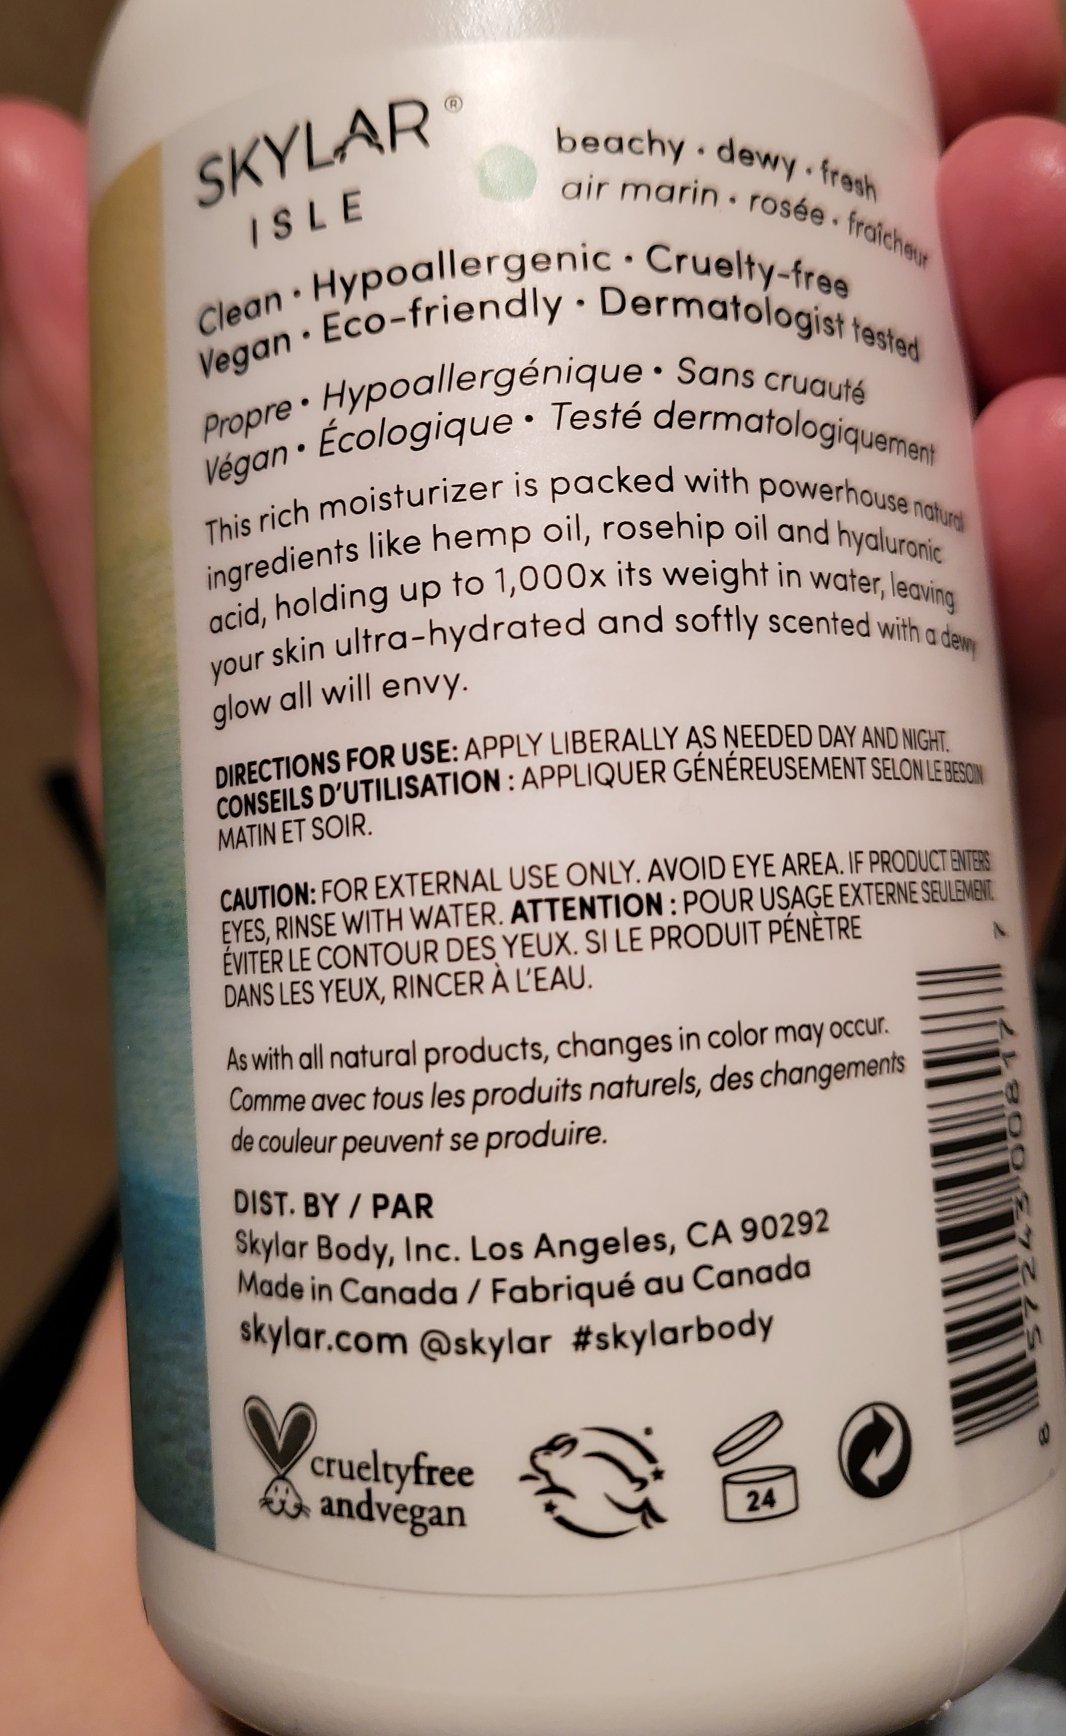 SKYLAR®
ISLE
beachy · dewy · fresh
air marin · rosée · fraîcheur
Clean · Hypoallergenic · Cruelty-free
Vegan · Eco-friendly · Dermatologist tested
Propre · Hypoallergénique · Sans cruauté
Végan · Écologique · Testé dermatologiquement
This rich moisturizer is packed with powerhouse natural
ingredients like hemp oil, rosehip oil and hyaluronic
acid, holding up to 1,000x its weight in water, leaving
your skin ultra-hydrated and softly scented with a dewy
glow all will envy.
DIRECTIONS FOR USE: APPLY LIBERALLY AS NEEDED DAY AND NIGHT.
CONSEILS D'UTILISATION : APPLIQUER GÉNÉREUSEMENT SELON LE BESOIN
MATIN ET SOIR.
CAUTION: FOR EXTERNAL USE ONLY. AVOID EYE AREA. IF PRODUCT ENTERS
EYES, RINSE WITH WATER. ATTENTION : POUR USAGE EXTERNE SEULEMENT.
ÉVITER LE CONTOUR DES YEUX. SI LE PRODUIT PÉNÈTRE
DANS LES YEUX, RINCER À L'EAU.
As with all natural products, changes in color may occur.
Comme avec tous les produits naturels, des changements
de couleur peuvent se produire.
DIST. BY / PAR
Skylar Body, Inc. Los Angeles, CA 90292
Made in Canada / Fabriqué au Canada
skylar.com @skylar #skylarbody
crueltyfree
andvegan
24